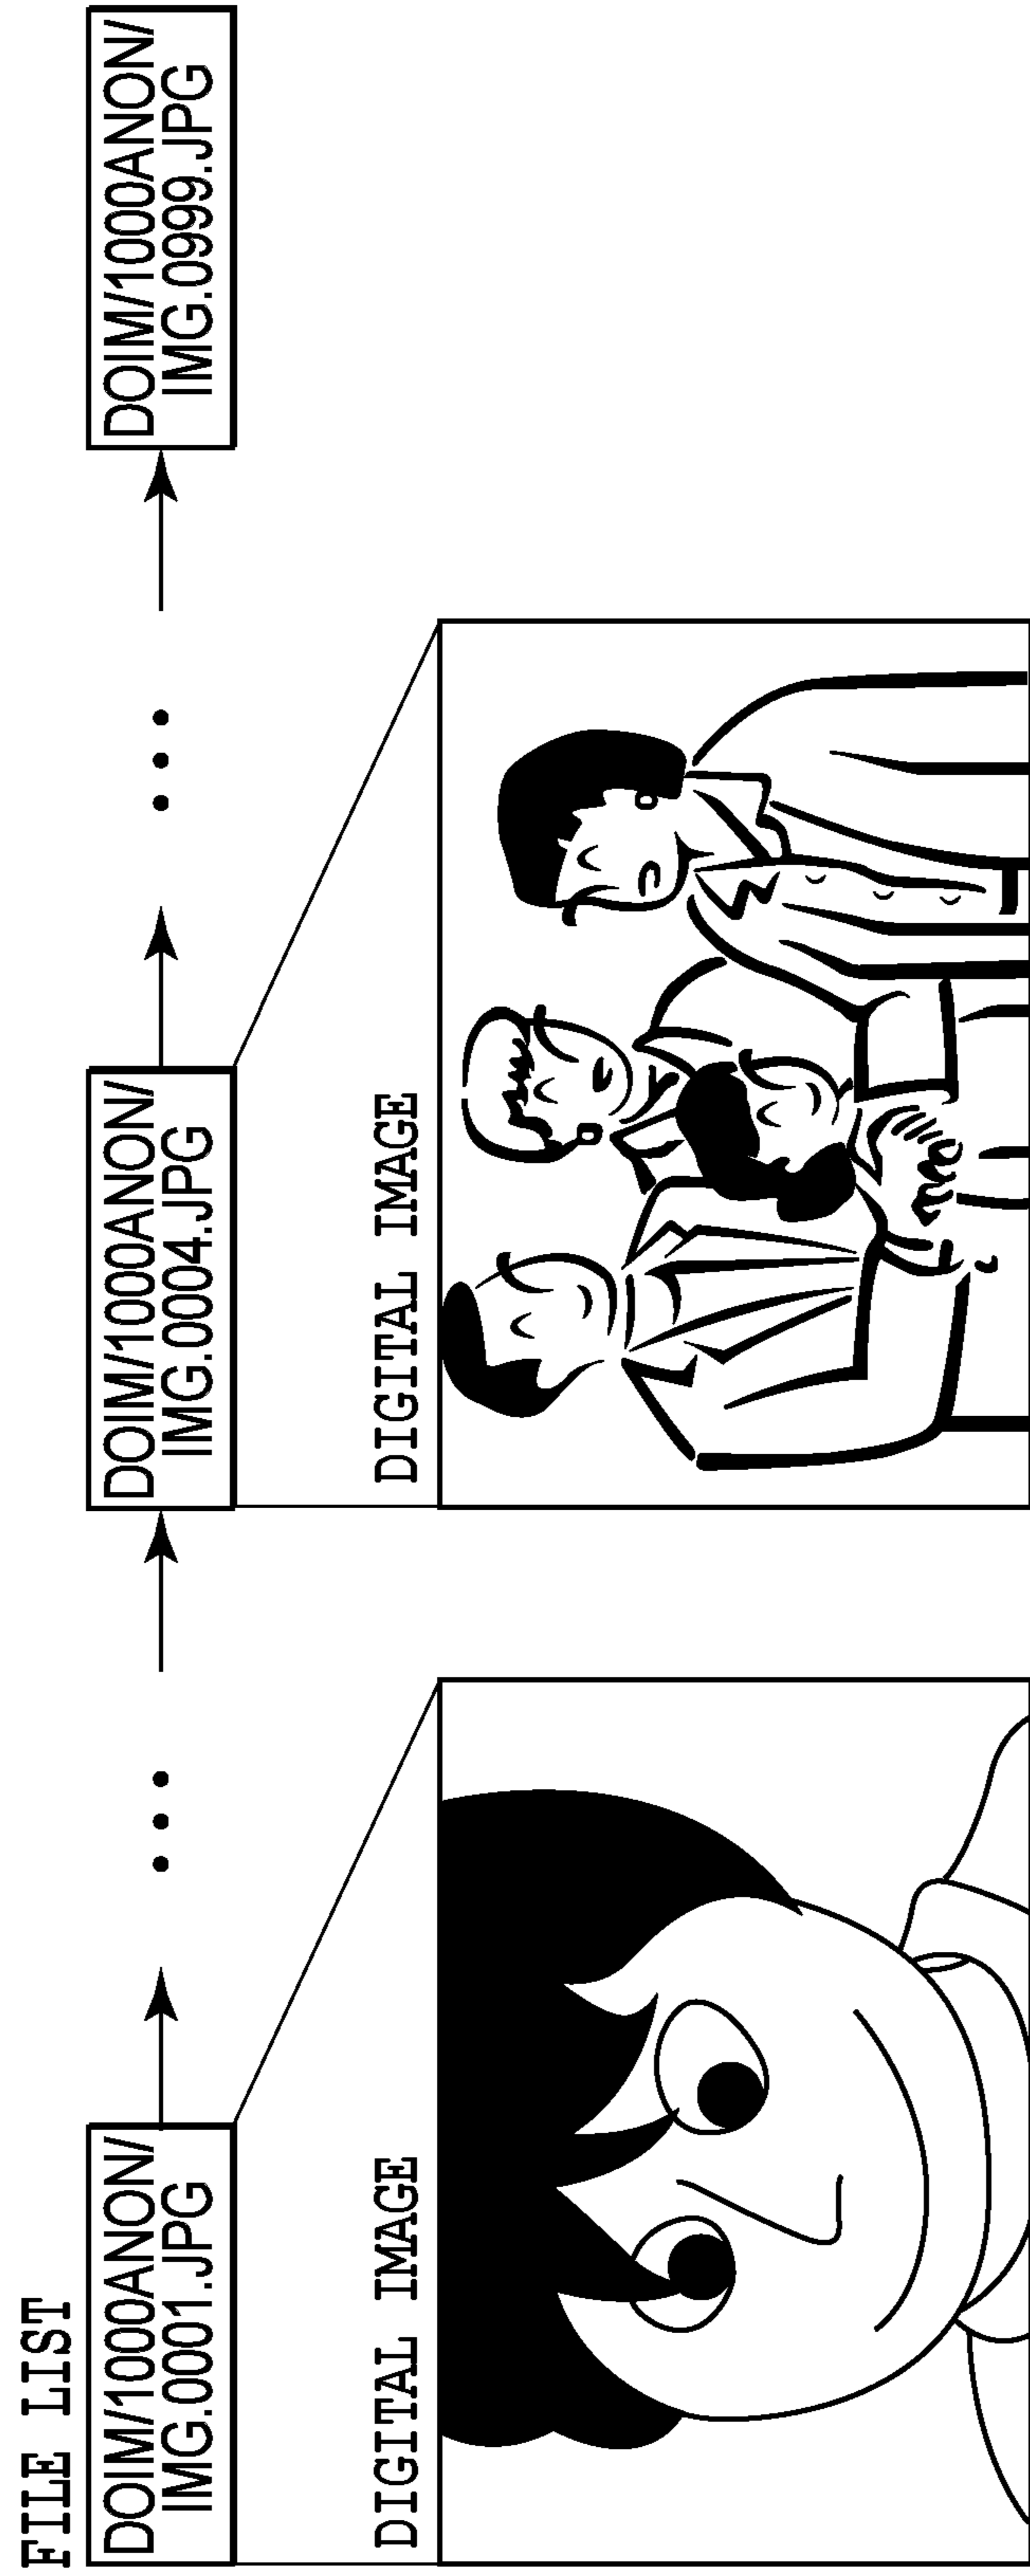 FILE LIST
DOIM/1000ANON/
IMG.0001.JPG
DOIM/1000ANON/
IMG.0004.JPG
DOIM/1000ANON/
IMG.0999.JPG
DIGITAL IMAGE
DIGITAL IMAGE